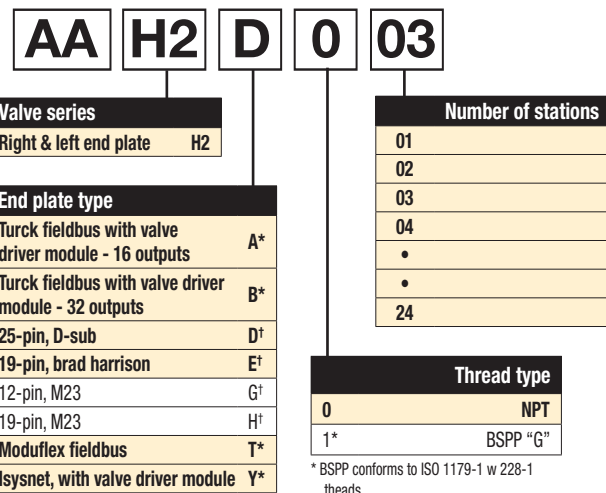 AA H2 D 0 03
Valve series
Right & left end plate H2
End plate type
Turck fieldbus with valve
driver module - 16 outputs A*
Turck fieldbus with valve driver
module - 32 outputs B*
25-pin, D-sub D†
19-pin, brad harrison E†
12-pin, M23 G†
19-pin, M23 H†
Moduflex fieldbus T*
Isysnet, with valve driver module Y*
Number of stations
01
02
03
04
•
•
24
Thread type
0 NPT
1* BSPP “G”
* BSPP conforms to ISO 1179-1 w 228-1
theads